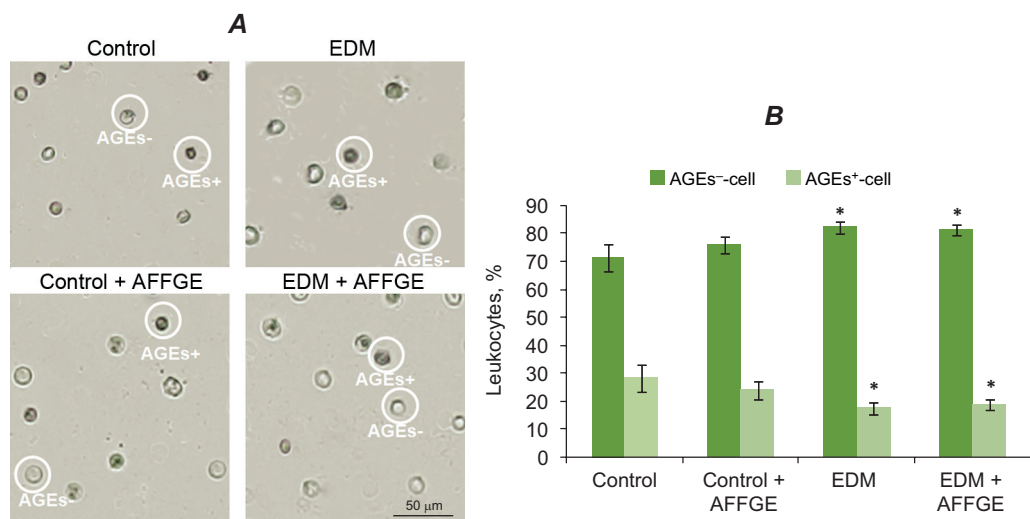 A
Control
EDM
AGEs-
AGEs+
AGEs+
AGEs-
Control + AFFGE
EDM + AFFGE
AGEs+
AGEs-
AGEs+
AGEs-
50 µm
B
AGEs⁻-cell
AGEs⁺-cell
Leukocytes, %
90
80
70
60
50
40
30
20
10
0
*
*
*
*
Control
Control +
AFFGE
EDM
EDM +
AFFGE